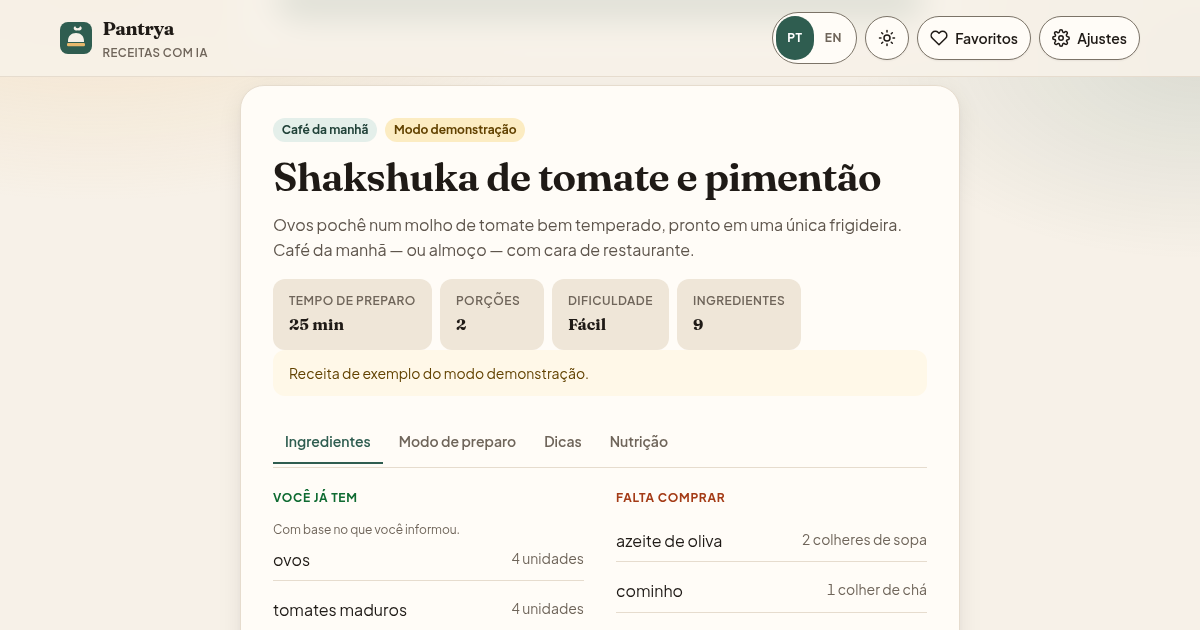 Pantrya
RECEITAS COM IA
PT
EN
Favoritos
Ajustes
Café da manhã
Modo demonstração
Shakshuka de tomate e pimentão
Ovos pochê num molho de tomate bem temperado, pronto em uma única frigideira.
Café da manhã — ou almoço — com cara de restaurante.
TEMPO DE PREPARO
25 min
PORÇÕES
2
DIFICULDADE
Fácil
INGREDIENTES
9
Receita de exemplo do modo demonstração.
Ingredientes
Modo de preparo
Dicas
Nutrição
VOCÊ JÁ TEM
Com base no que você informou.
ovos 4 unidades
tomates maduros 4 unidades
FALTA COMPRAR
azeite de oliva 2 colheres de sopa
cominho 1 colher de chá